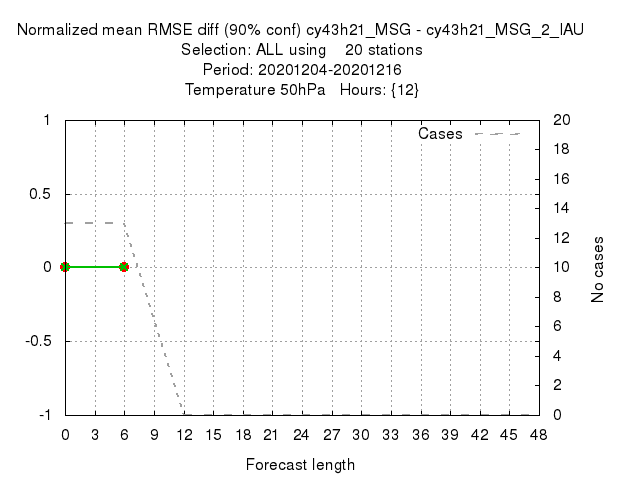 Normalized mean RMSE diff (90% conf) cy43h21_MSG - cy43h21_MSG_2_IAU
Selection: ALL using 20 stations
Period: 20201204-20201216
Temperature 50hPa Hours: {12}
Cases
1
0.5
0
-0.5
-1
20
18
16
14
12
10
8
6
4
2
0
No cases
0 3 6 9 12 15 18 21 24 27 30 33 36 39 42 45 48
Forecast length